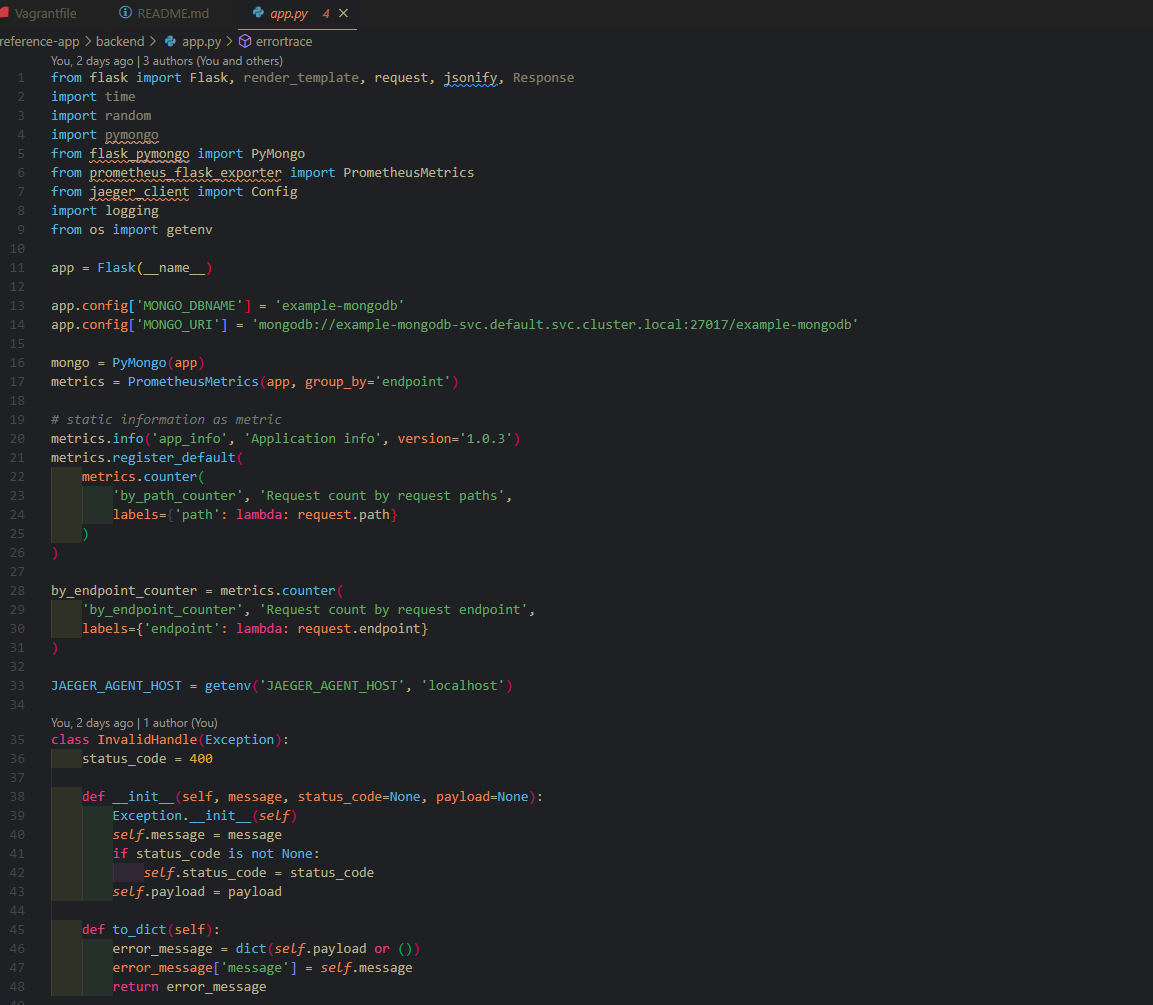 Vagrantfile README.md app.py 4 ×
reference-app > backend > app.py > errortrace
You, 2 days ago | 3 authors (You and others)
1 from flask import Flask, render_template, request, jsonify, Response
2 import time
3 import random
4 import pymongo
5 from flask_pymongo import PyMongo
6 from prometheus_flask_exporter import PrometheusMetrics
7 from jaeger_client import Config
8 import logging
9 from os import getenv
10
11 app = Flask(__name__)
12
13 app.config['MONGO_DBNAME'] = 'example-mongodb'
14 app.config['MONGO_URI'] = 'mongodb://example-mongodb-svc.default.svc.cluster.local:27017/example-mongodb'
15
16 mongo = PyMongo(app)
17 metrics = PrometheusMetrics(app, group_by='endpoint')
18
19 # static information as metric
20 metrics.info('app_info', 'Application info', version='1.0.3')
21 metrics.register_default(
22     metrics.counter(
23         'by_path_counter', 'Request count by request paths',
24         labels={'path': lambda: request.path}
25     )
26 )
27
28 by_endpoint_counter = metrics.counter(
29     'by_endpoint_counter', 'Request count by request endpoint',
30     labels={'endpoint': lambda: request.endpoint}
31 )
32
33 JAEGER_AGENT_HOST = getenv('JAEGER_AGENT_HOST', 'localhost')
34
You, 2 days ago | 1 author (You)
35 class InvalidHandle(Exception):
36     status_code = 400
37
38     def __init__(self, message, status_code=None, payload=None):
39         Exception.__init__(self)
40         self.message = message
41         if status_code is not None:
42             self.status_code = status_code
43         self.payload = payload
44
45     def to_dict(self):
46         error_message = dict(self.payload or ())
47         error_message['message'] = self.message
48         return error_message